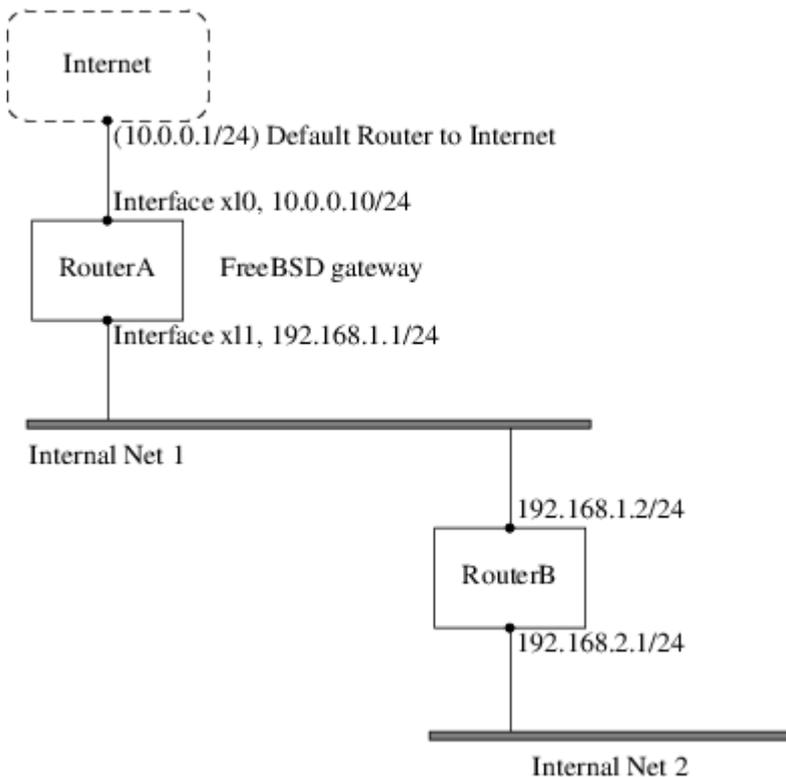 Internet
(10.0.0.1/24) Default Router to Internet
Interface xl0, 10.0.0.10/24
RouterA
FreeBSD gateway
Interface xl1, 192.168.1.1/24
Internal Net 1
192.168.1.2/24
RouterB
192.168.2.1/24
Internal Net 2